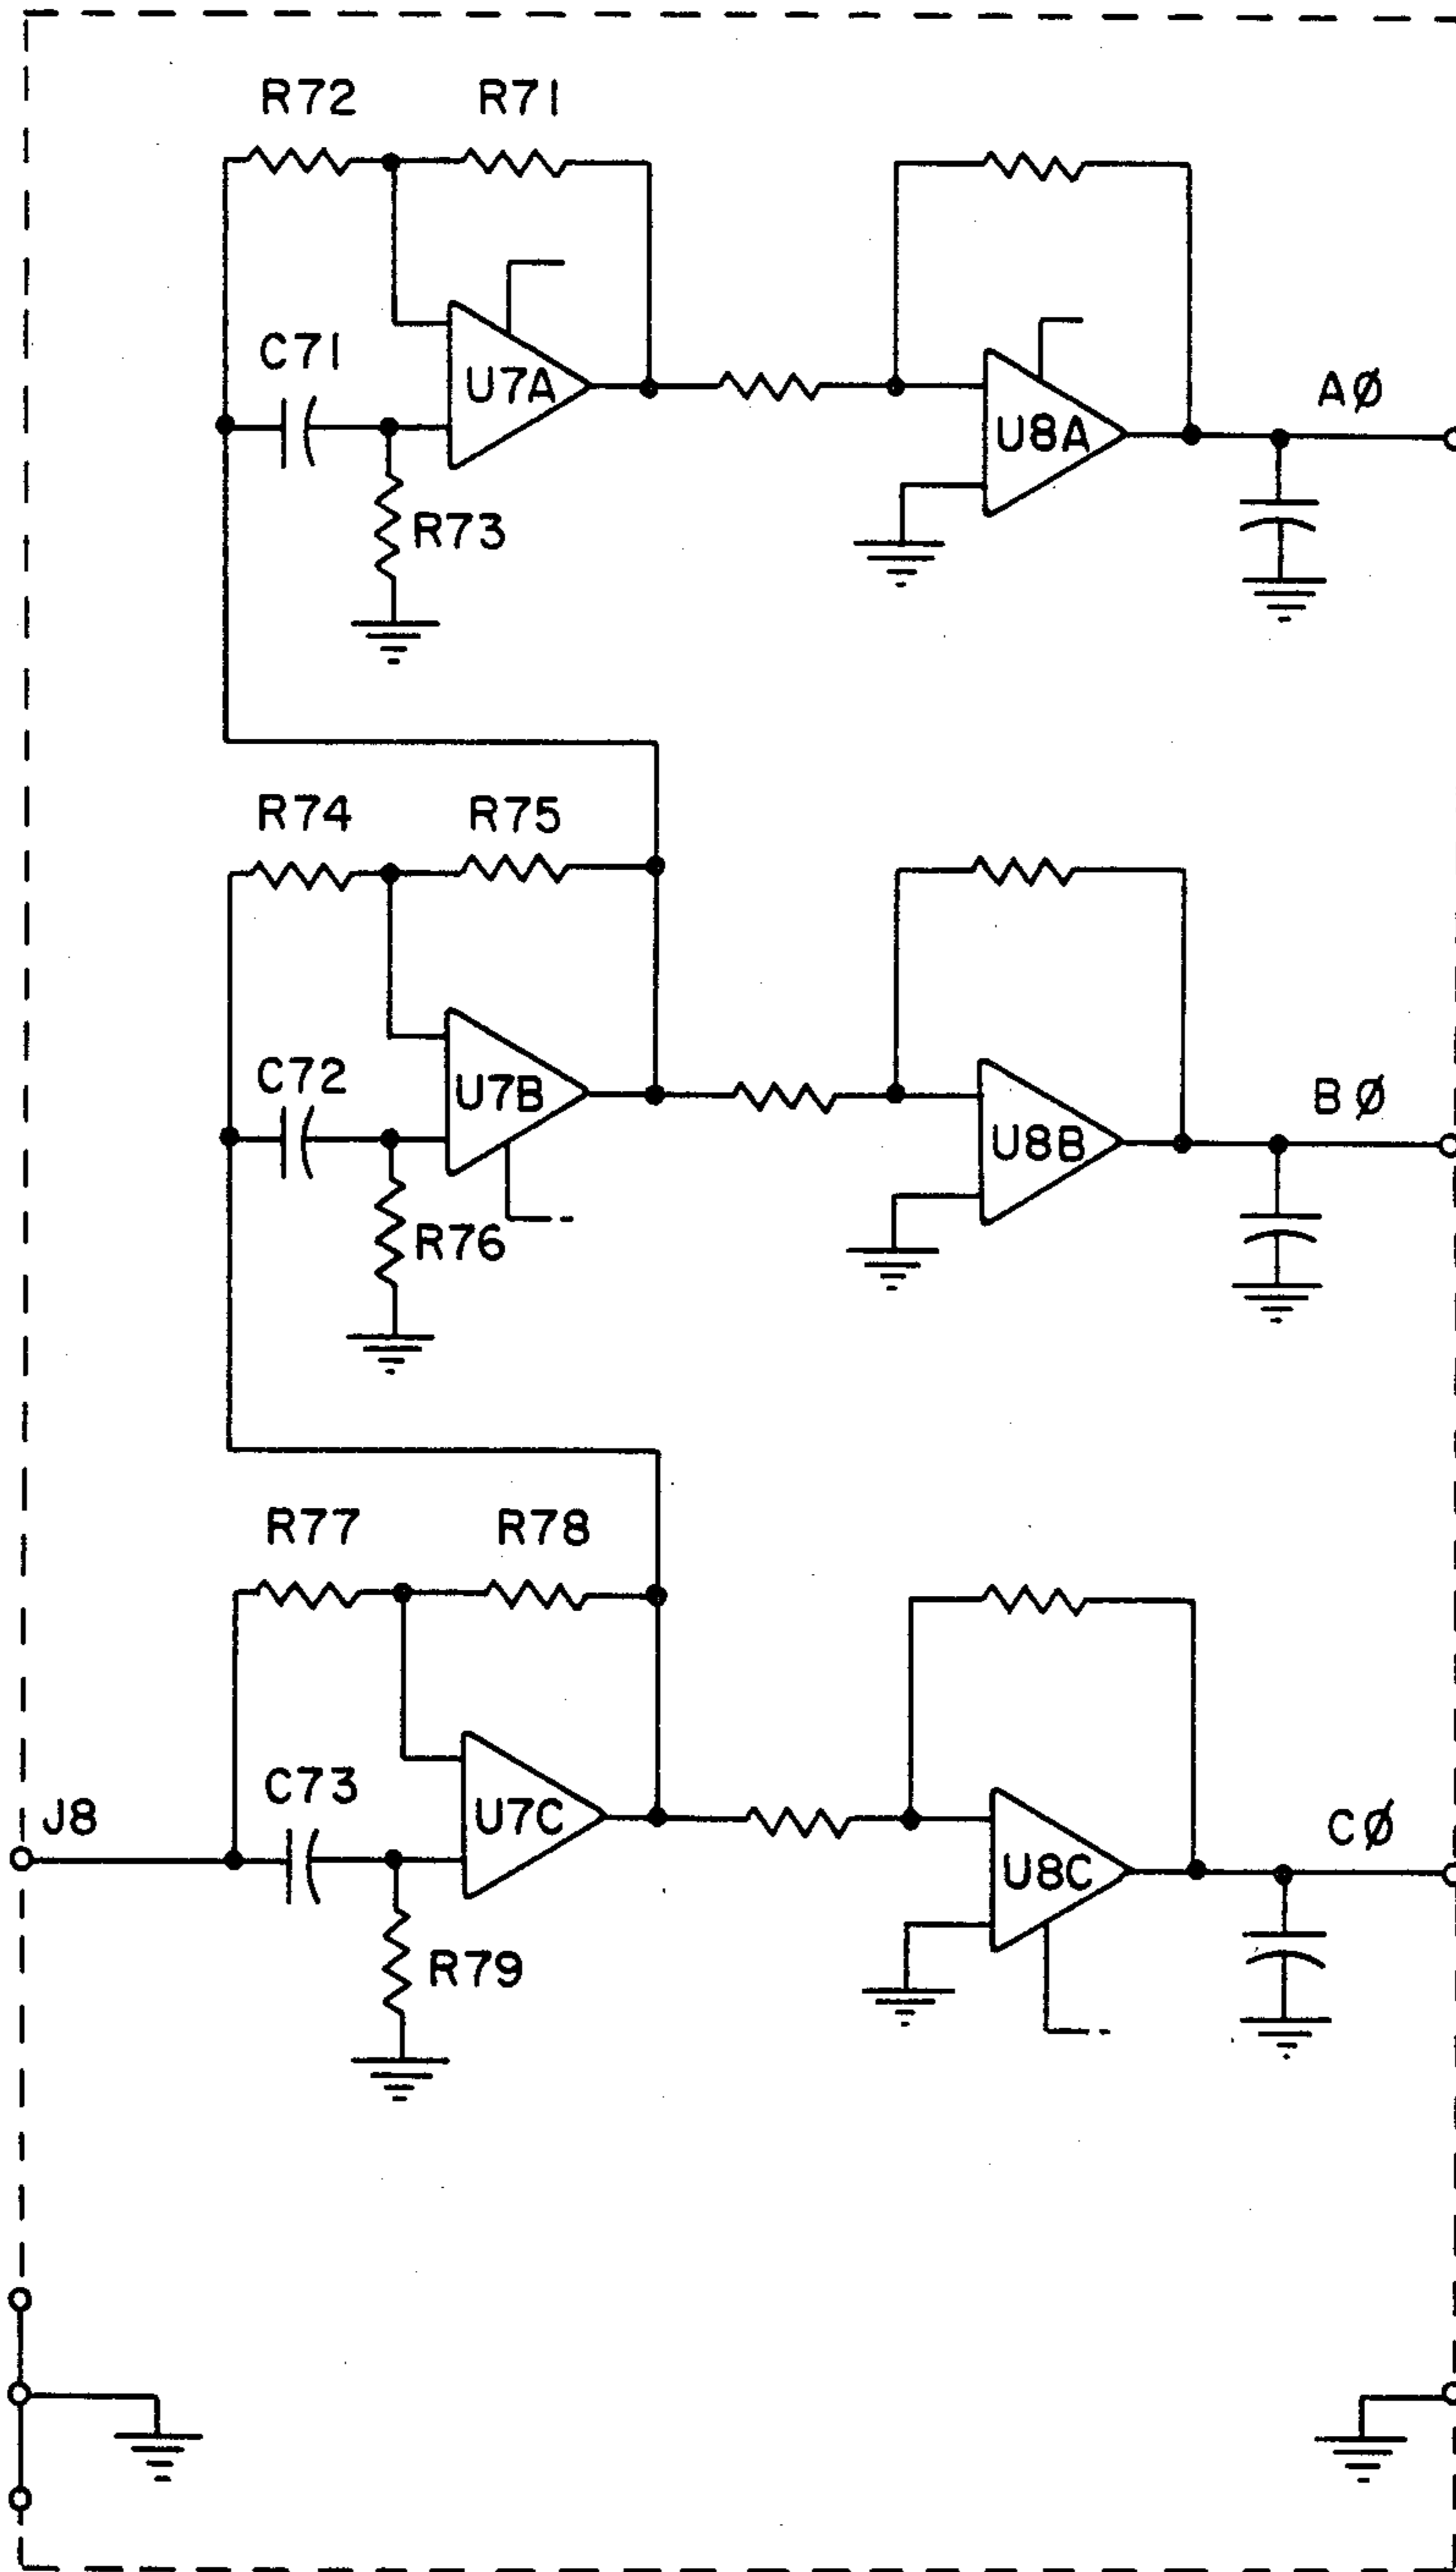 R72 R71
C71
U7A
U8A
AØ
R73
R74 R75
C72
U7B
U8B
BØ
R76
R77 R78
J8
C73
U7C
U8C
CØ
R79